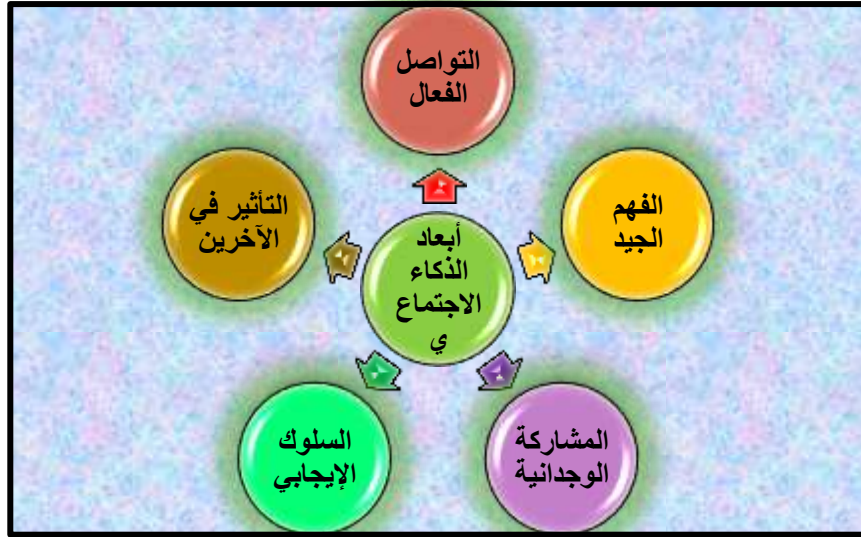 التواصل
الفعال
الفهم
الجيد
التأثير في
الآخرين
أبعاد
الذكاء
الاجتماع
ي
المشاركة
الوجدانية
السلوك
الإيجابي